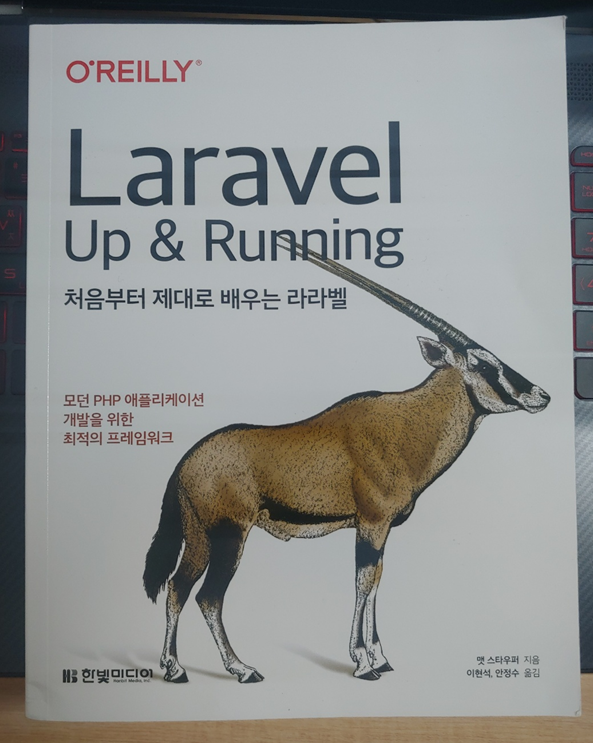 O'REILLY®
Laravel
Up & Running
처음부터 제대로 배우는 라라벨
모던 PHP 애플리케이션
개발을 위한
최적의 프레임워크
맷 스타우퍼 지음
이현석, 안정수 옮김
한빛미디어
Hanbit Media, Inc.